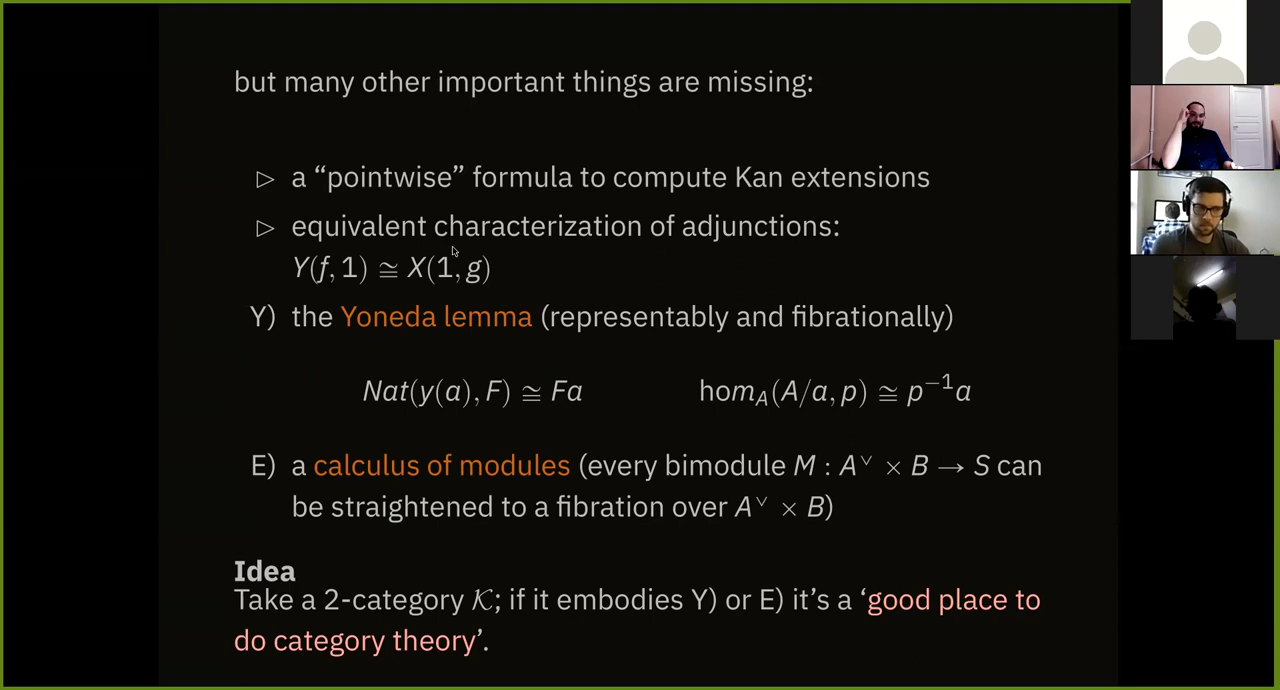 but many other important things are missing:
▷ a “pointwise” formula to compute Kan extensions
▷ equivalent characterization of adjunctions:
Y(f, 1) ≅ X(1, g)
Y) the Yoneda lemma (representably and fibrationally)
Nat(y(a), F) ≅ Fa    hom_A(A/a, p) ≅ p⁻¹a
E) a calculus of modules (every bimodule M : A^∨ × B → S can
be straightened to a fibration over A^∨ × B)
Idea
Take a 2-category 𝒦; if it embodies Y) or E) it’s a ‘good place to
do category theory’.